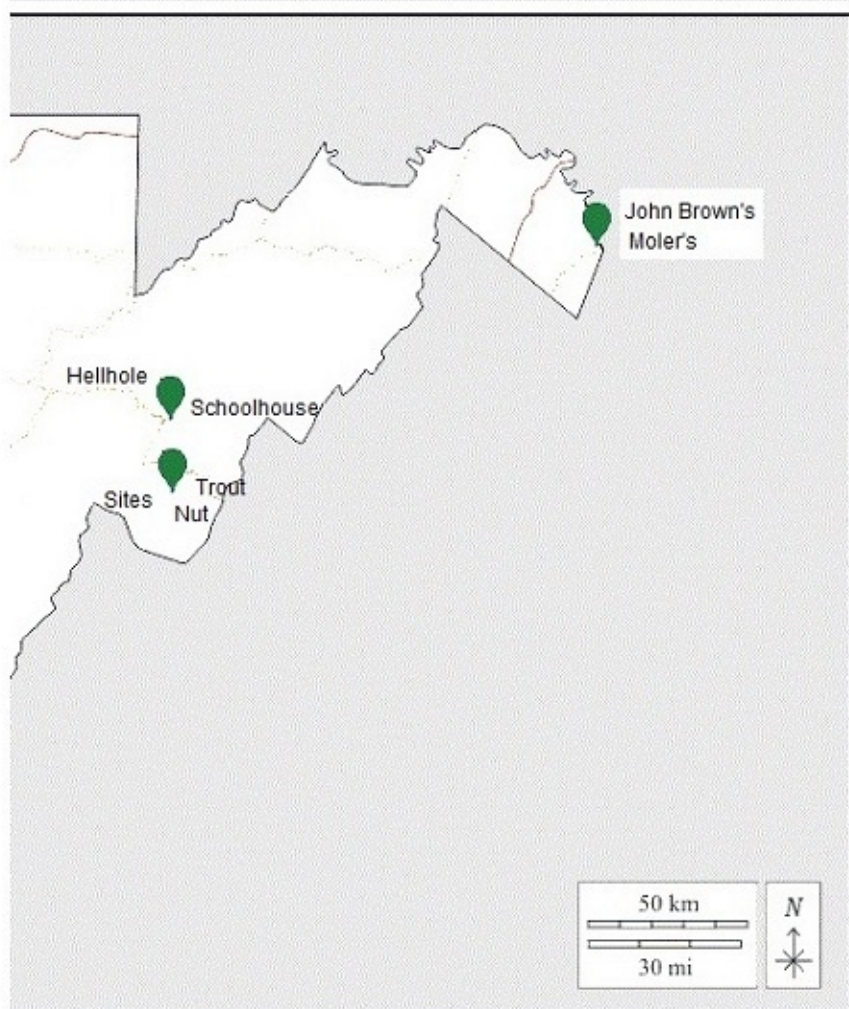 John Brown's
Moler's
Hellhole
Schoolhouse
Trout
Sites
Nut
50 km
30 mi
N